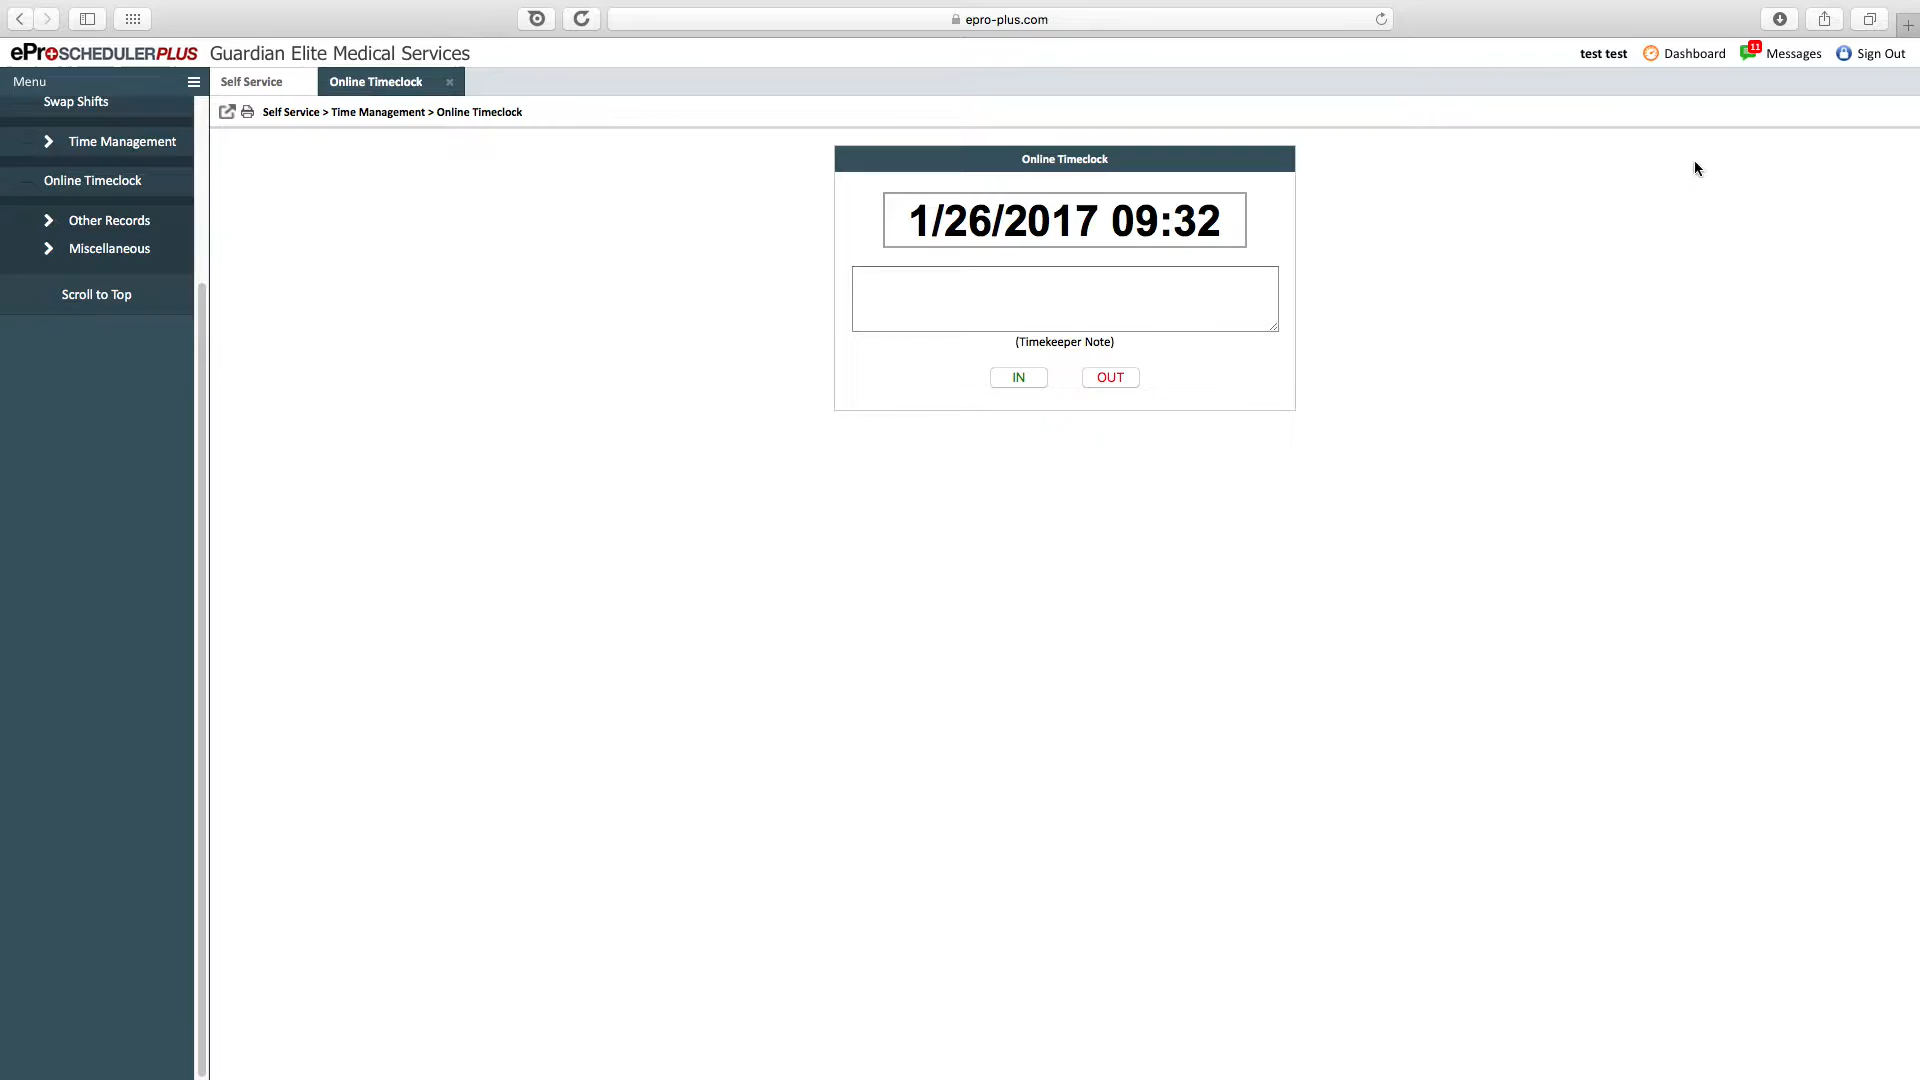 epro-plus.com
ePro SCHEDULERPLUS Guardian Elite Medical Services
test test Dashboard 11 Messages Sign Out
Menu
Self Service
Online Timeclock
Swap Shifts
Self Service > Time Management > Online Timeclock
Time Management
Online Timeclock
Other Records
Miscellaneous
Scroll to Top
Online Timeclock
1/26/2017 09:32
(Timekeeper Note)
IN OUT